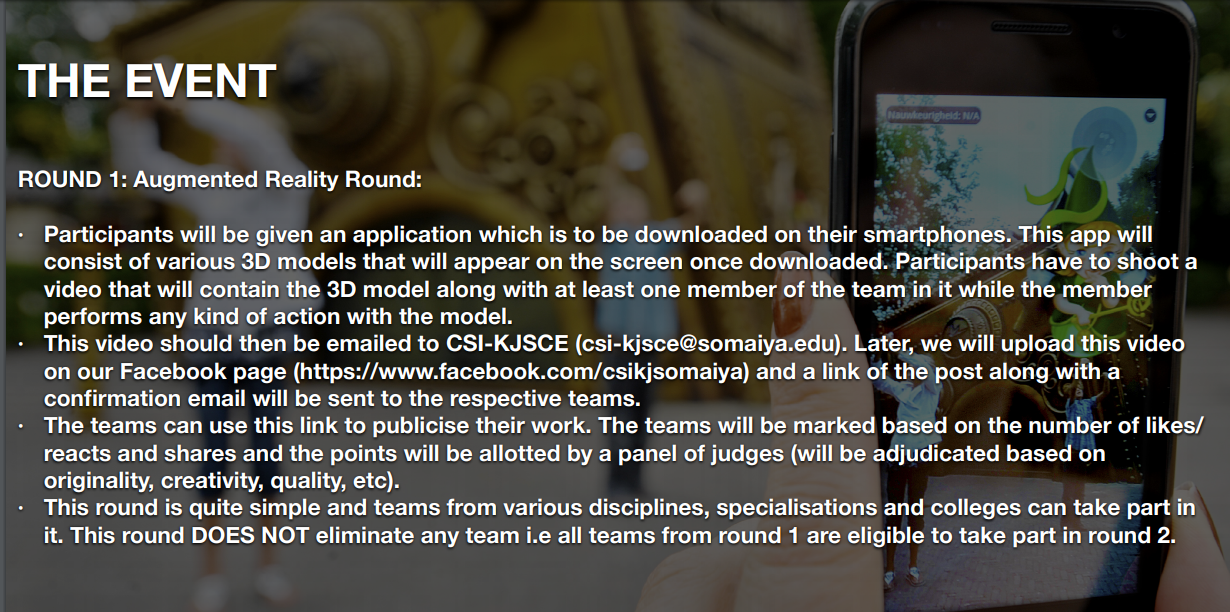 THE EVENT
Nauwkeurigheid: N/A
ROUND 1: Augmented Reality Round:
· Participants will be given an application which is to be downloaded on their smartphones. This app will
consist of various 3D models that will appear on the screen once downloaded. Participants have to shoot a
video that will contain the 3D model along with at least one member of the team in it while the member
performs any kind of action with the model.
· This video should then be emailed to CSI-KJSCE (csi-kjsce@somaiya.edu). Later, we will upload this video
on our Facebook page (https://www.facebook.com/csikjsomaiya) and a link of the post along with a
confirmation email will be sent to the respective teams.
· The teams can use this link to publicise their work. The teams will be marked based on the number of likes/
reacts and shares and the points will be allotted by a panel of judges (will be adjudicated based on
originality, creativity, quality, etc).
· This round is quite simple and teams from various disciplines, specialisations and colleges can take part in
it. This round DOES NOT eliminate any team i.e all teams from round 1 are eligible to take part in round 2.